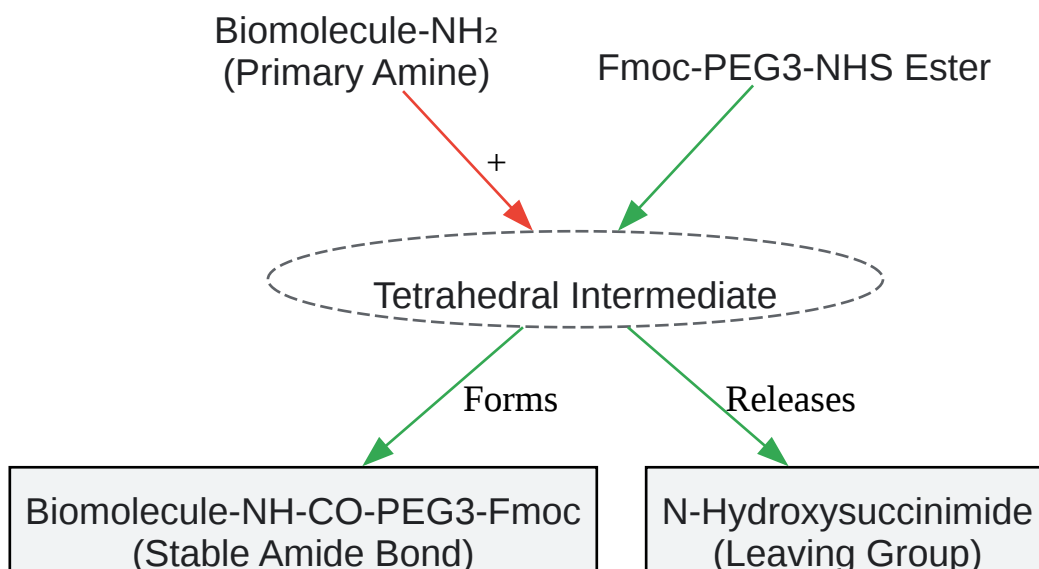 Biomolecule-NH₂
(Primary Amine)
Fmoc-PEG3-NHS Ester
+
Tetrahedral Intermediate
Forms
Releases
Biomolecule-NH-CO-PEG3-Fmoc
(Stable Amide Bond)
N-Hydroxysuccinimide
(Leaving Group)